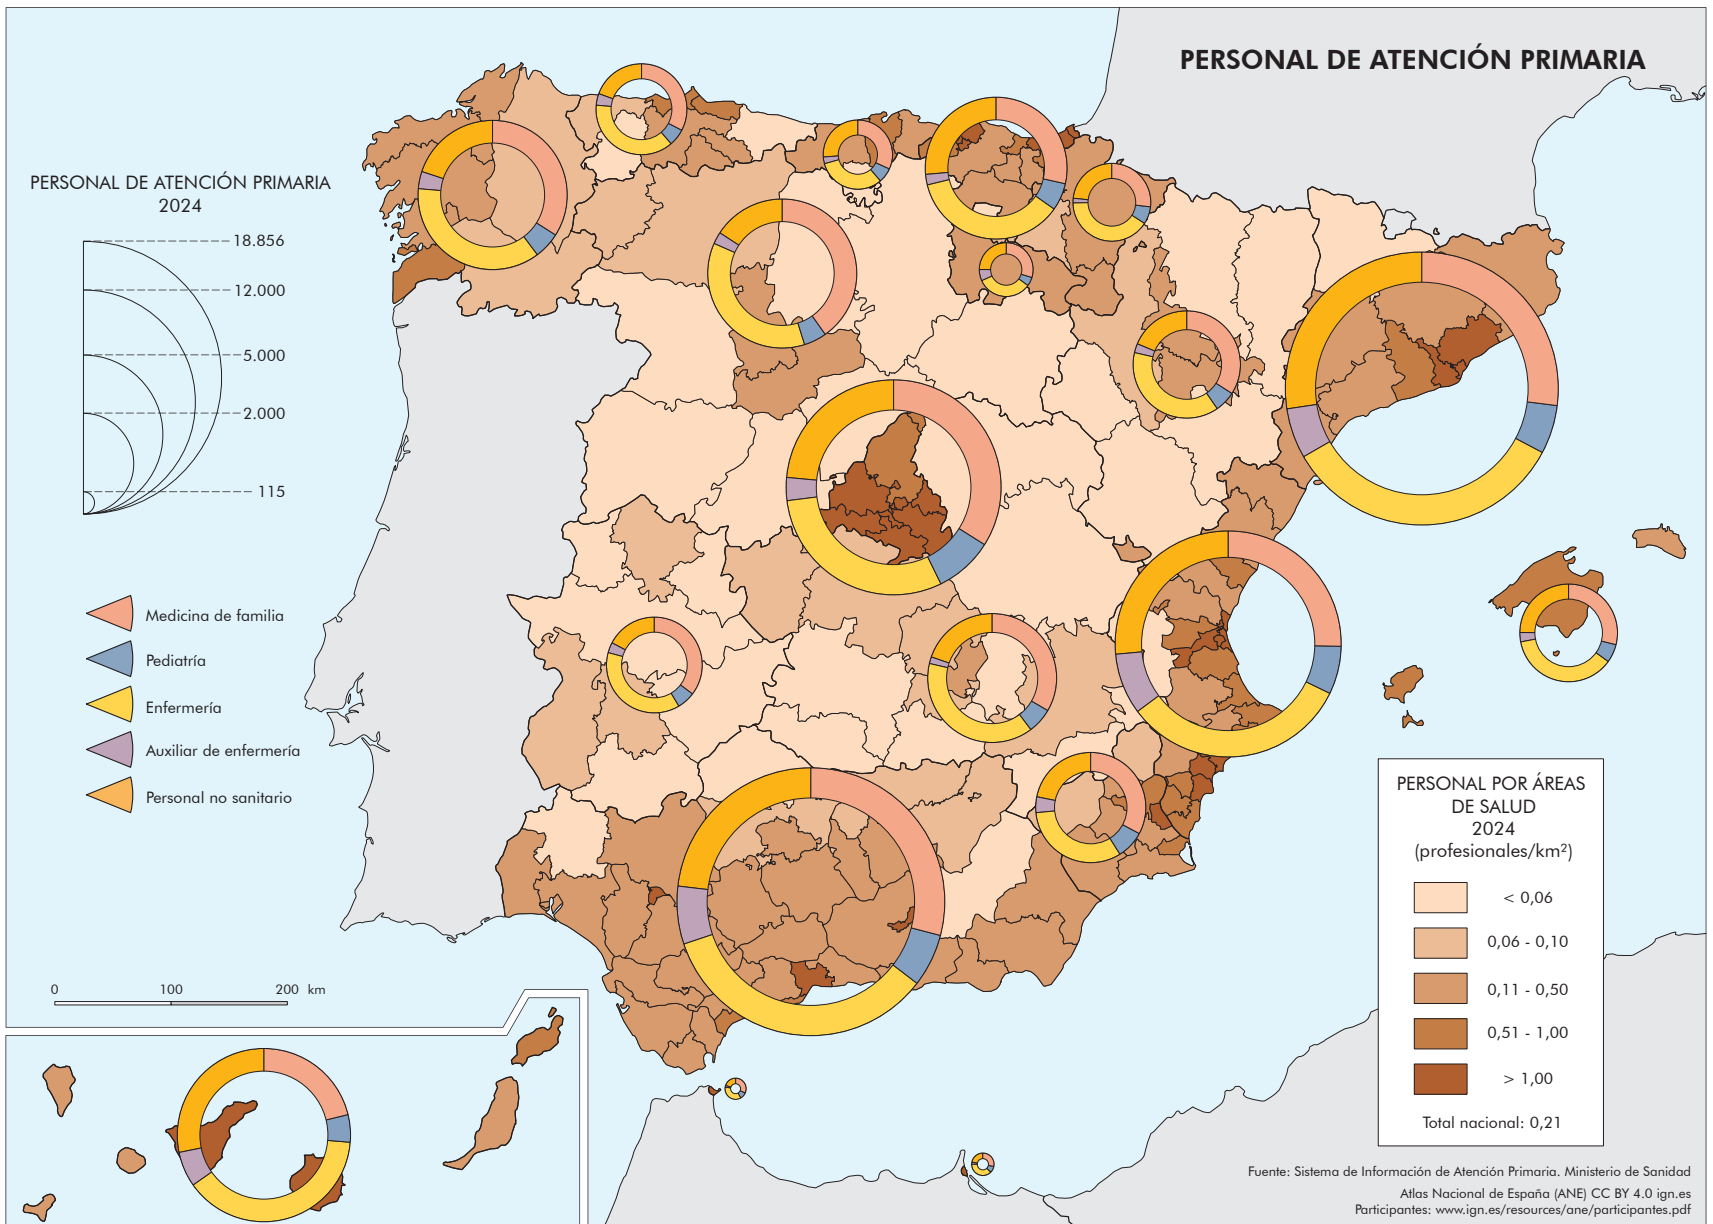 PERSONAL DE ATENCIÓN PRIMARIA
PERSONAL DE ATENCIÓN PRIMARIA
2024
18.856
12.000
5.000
2.000
115
Medicina de familia
Pediatría
Enfermería
Auxiliar de enfermería
Personal no sanitario
0 100 200 km
PERSONAL POR ÁREAS
DE SALUD
2024
(profesionales/km²)
< 0,06
0,06 - 0,10
0,11 - 0,50
0,51 - 1,00
> 1,00
Total nacional: 0,21
Fuente: Sistema de Información de Atención Primaria. Ministerio de Sanidad
Atlas Nacional de España (ANE) CC BY 4.0 ign.es
Participantes: www.ign.es/resources/ane/participantes.pdf